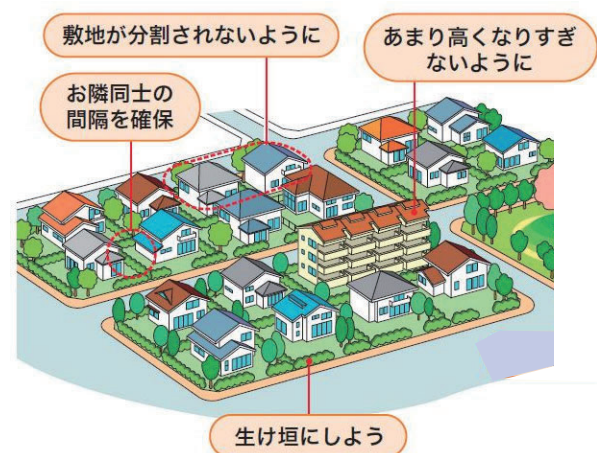 敷地が分割されないように
あまり高くなりすぎ
ないように
お隣同士の
間隔を確保
生け垣にしよう